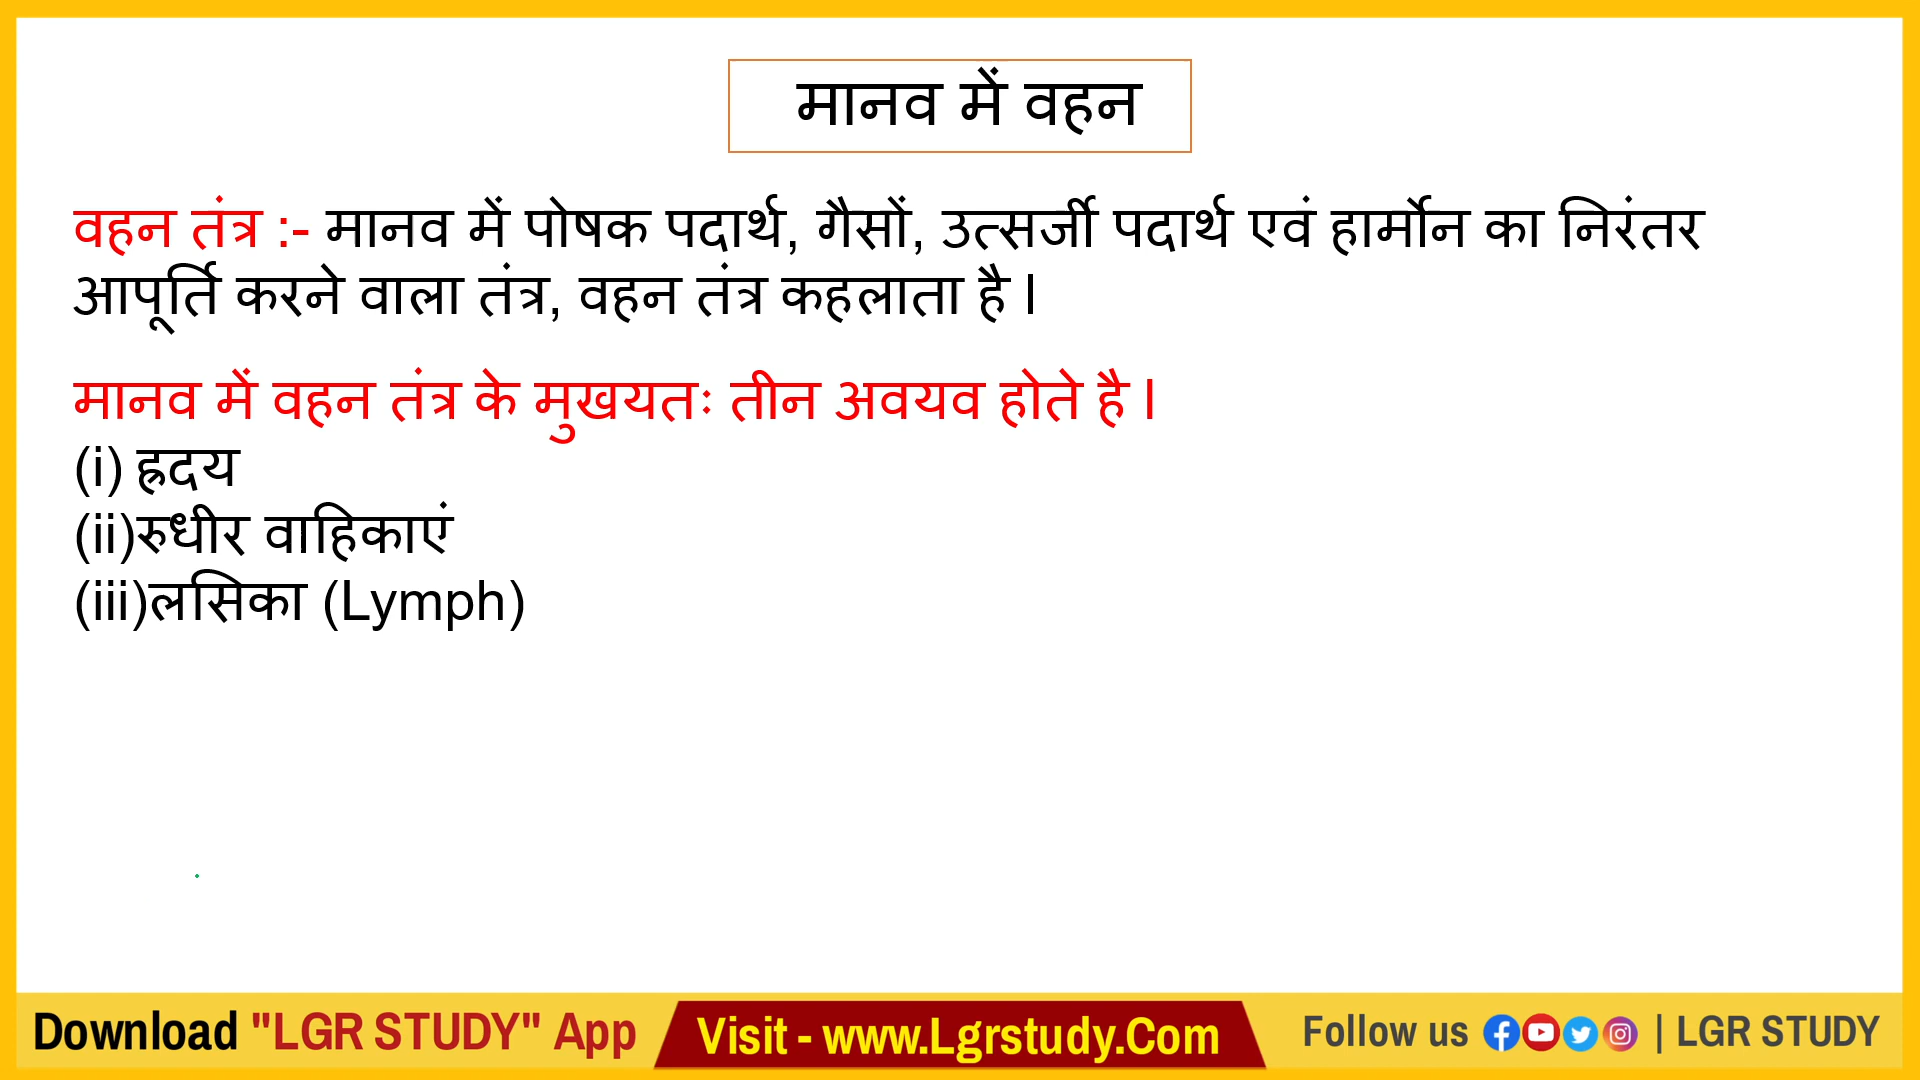 मानव में वहन
वहन तंत्र :- मानव में पोषक पदार्थ, गैसों, उत्सर्जी पदार्थ एवं हार्मोन का निरंतर
आपूर्ति करने वाला तंत्र, वहन तंत्र कहलाता है।
मानव में वहन तंत्र के मुखयतः तीन अवयव होते है।
(i) ह्रदय
(ii)रुधीर वाहिकाएं
(iii)लसिका (Lymph)
Download "LGR STUDY" App Visit - www.Lgrstudy.Com Follow us | LGR STUDY